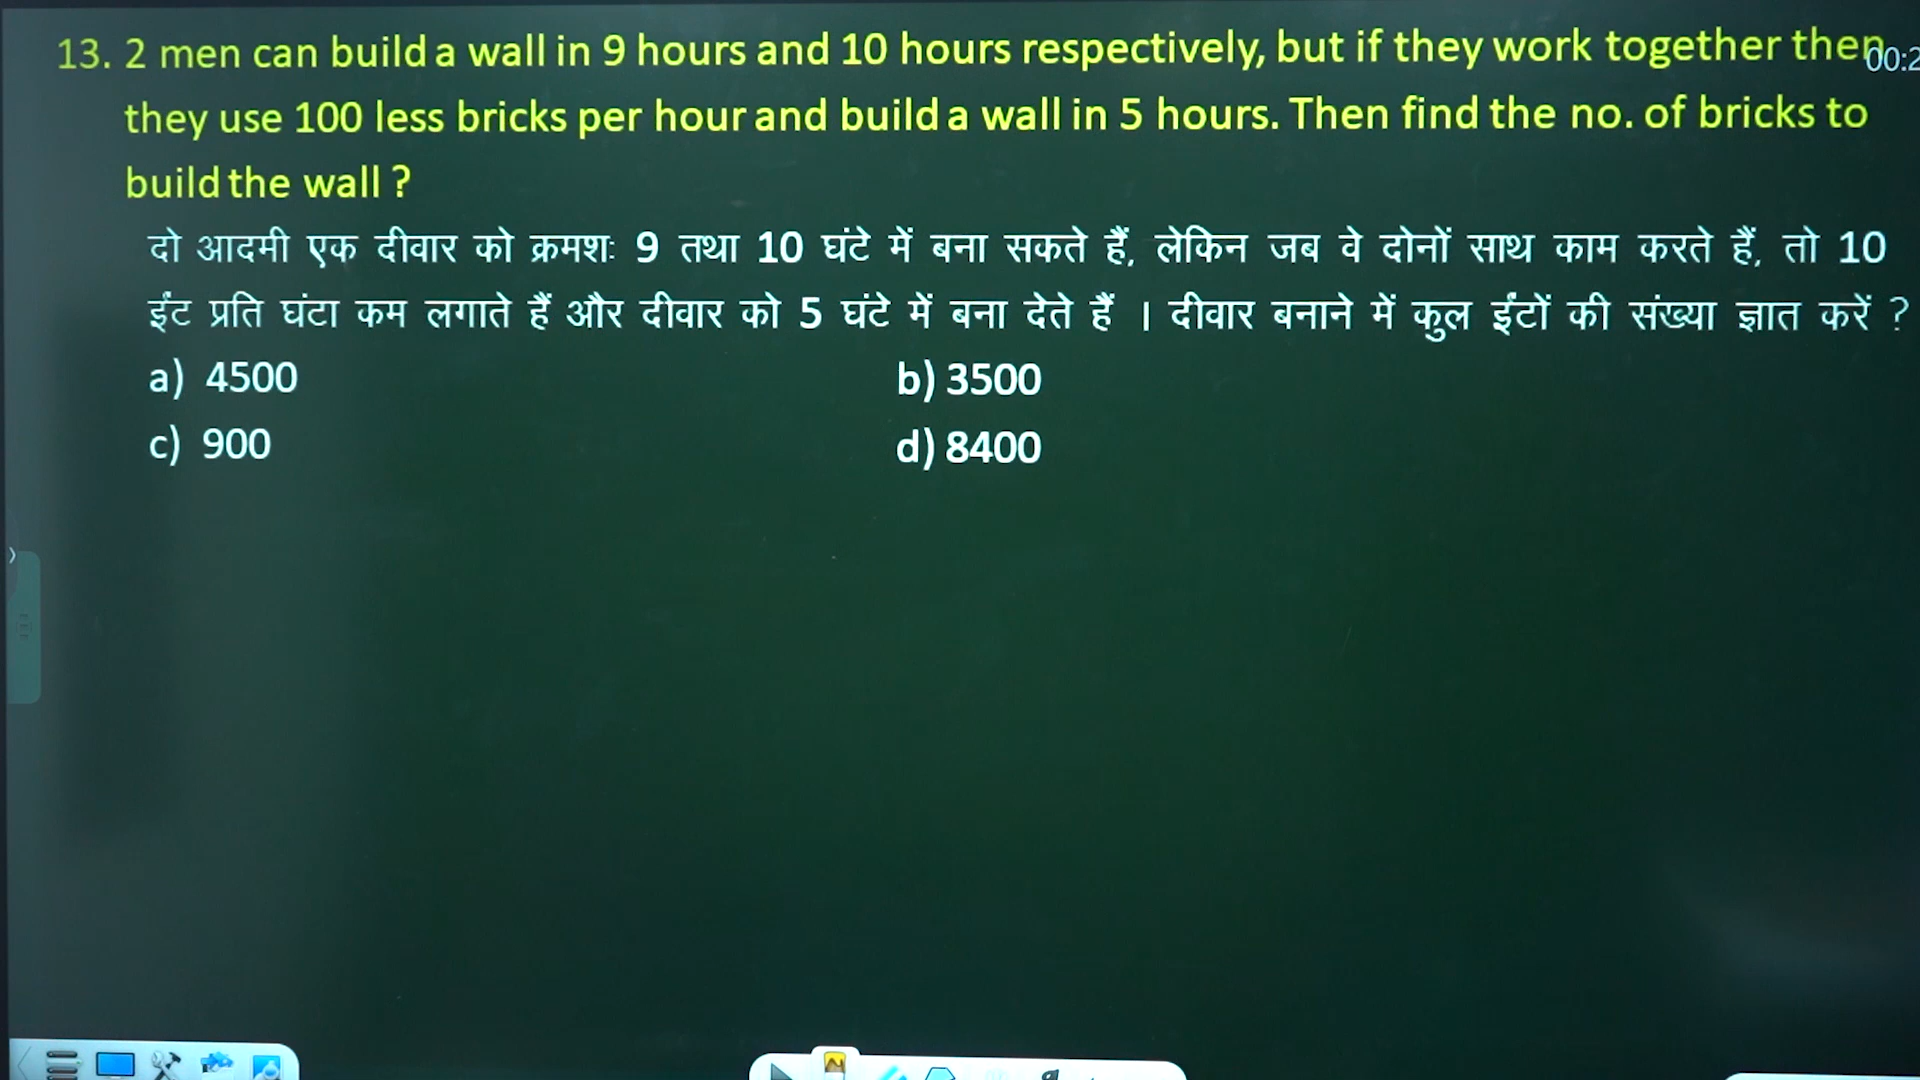 13. 2 men can build a wall in 9 hours and 10 hours respectively, but if they work together then
00:2
they use 100 less bricks per hour and build a wall in 5 hours. Then find the no. of bricks to
build the wall ?
दो आदमी एक दीवार को क्रमशः 9 तथा 10 घंटे में बना सकते हैं, लेकिन जब वे दोनों साथ काम करते हैं, तो 10
ईंट प्रति घंटा कम लगाते हैं और दीवार को 5 घंटे में बना देते हैं । दीवार बनाने में कुल ईंटों की संख्या ज्ञात करें ?
a) 4500 b) 3500
c) 900 d) 8400